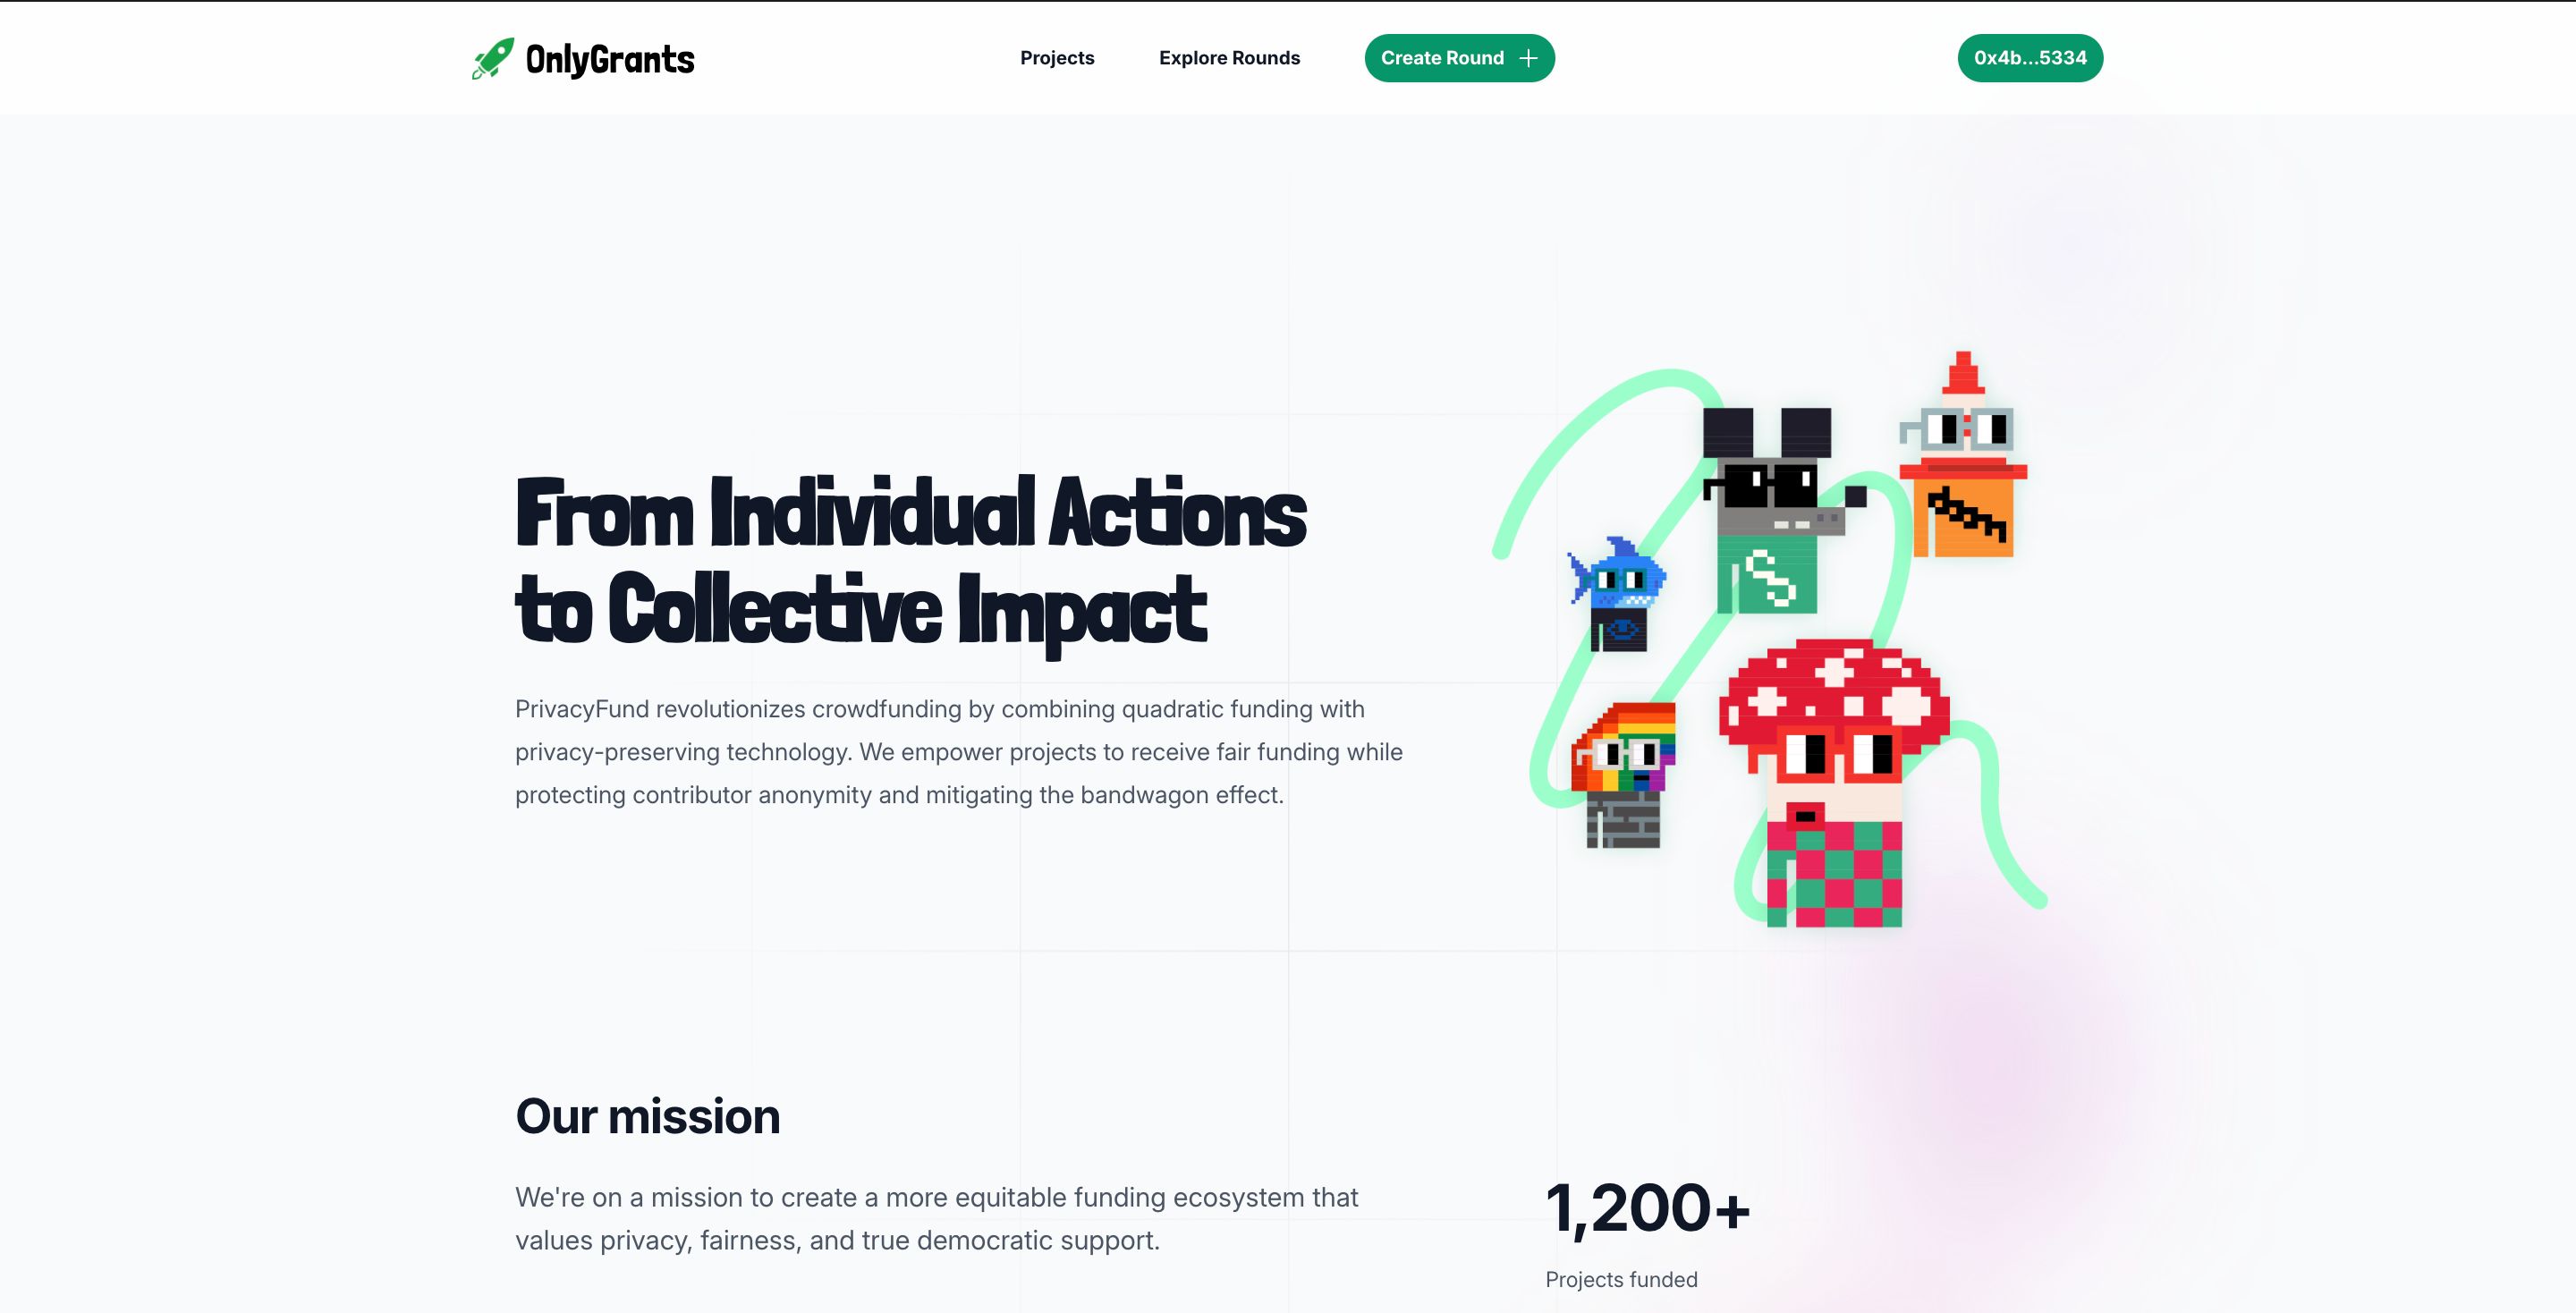 OnlyGrants
Projects
Explore Rounds
Create Round
0x4b...5334
From Individual Actions
to Collective Impact
PrivacyFund revolutionizes crowdfunding by combining quadratic funding with
privacy-preserving technology. We empower projects to receive fair funding while
protecting contributor anonymity and mitigating the bandwagon effect.
Our mission
We're on a mission to create a more equitable funding ecosystem that
values privacy, fairness, and true democratic support.
1,200+
Projects funded